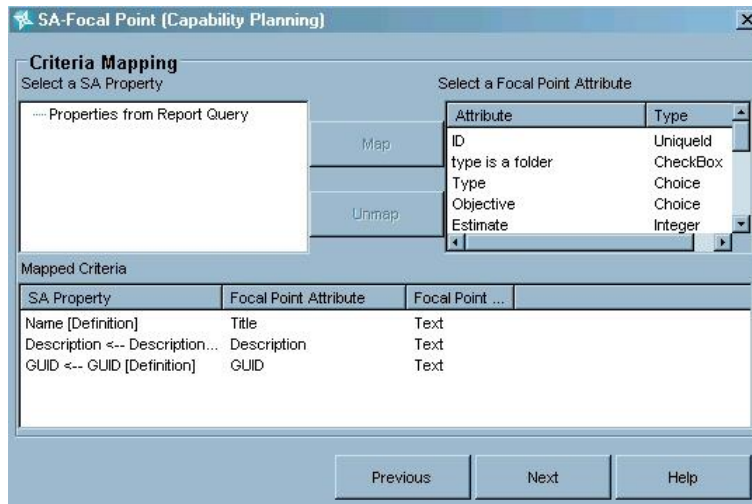 SA-Focal Point (Capability Planning)
Criteria Mapping
Select a SA Property
Select a Focal Point Attribute
Properties from Report Query
Map
Unmap
Attribute Type
ID UniqueId
type is a folder CheckBox
Type Choice
Objective Choice
Estimate Integer
Mapped Criteria
SA Property Focal Point Attribute Focal Point ...
Name [Definition] Title Text
Description <-- Description... Description Text
GUID <-- GUID [Definition] GUID Text
Previous Next Help